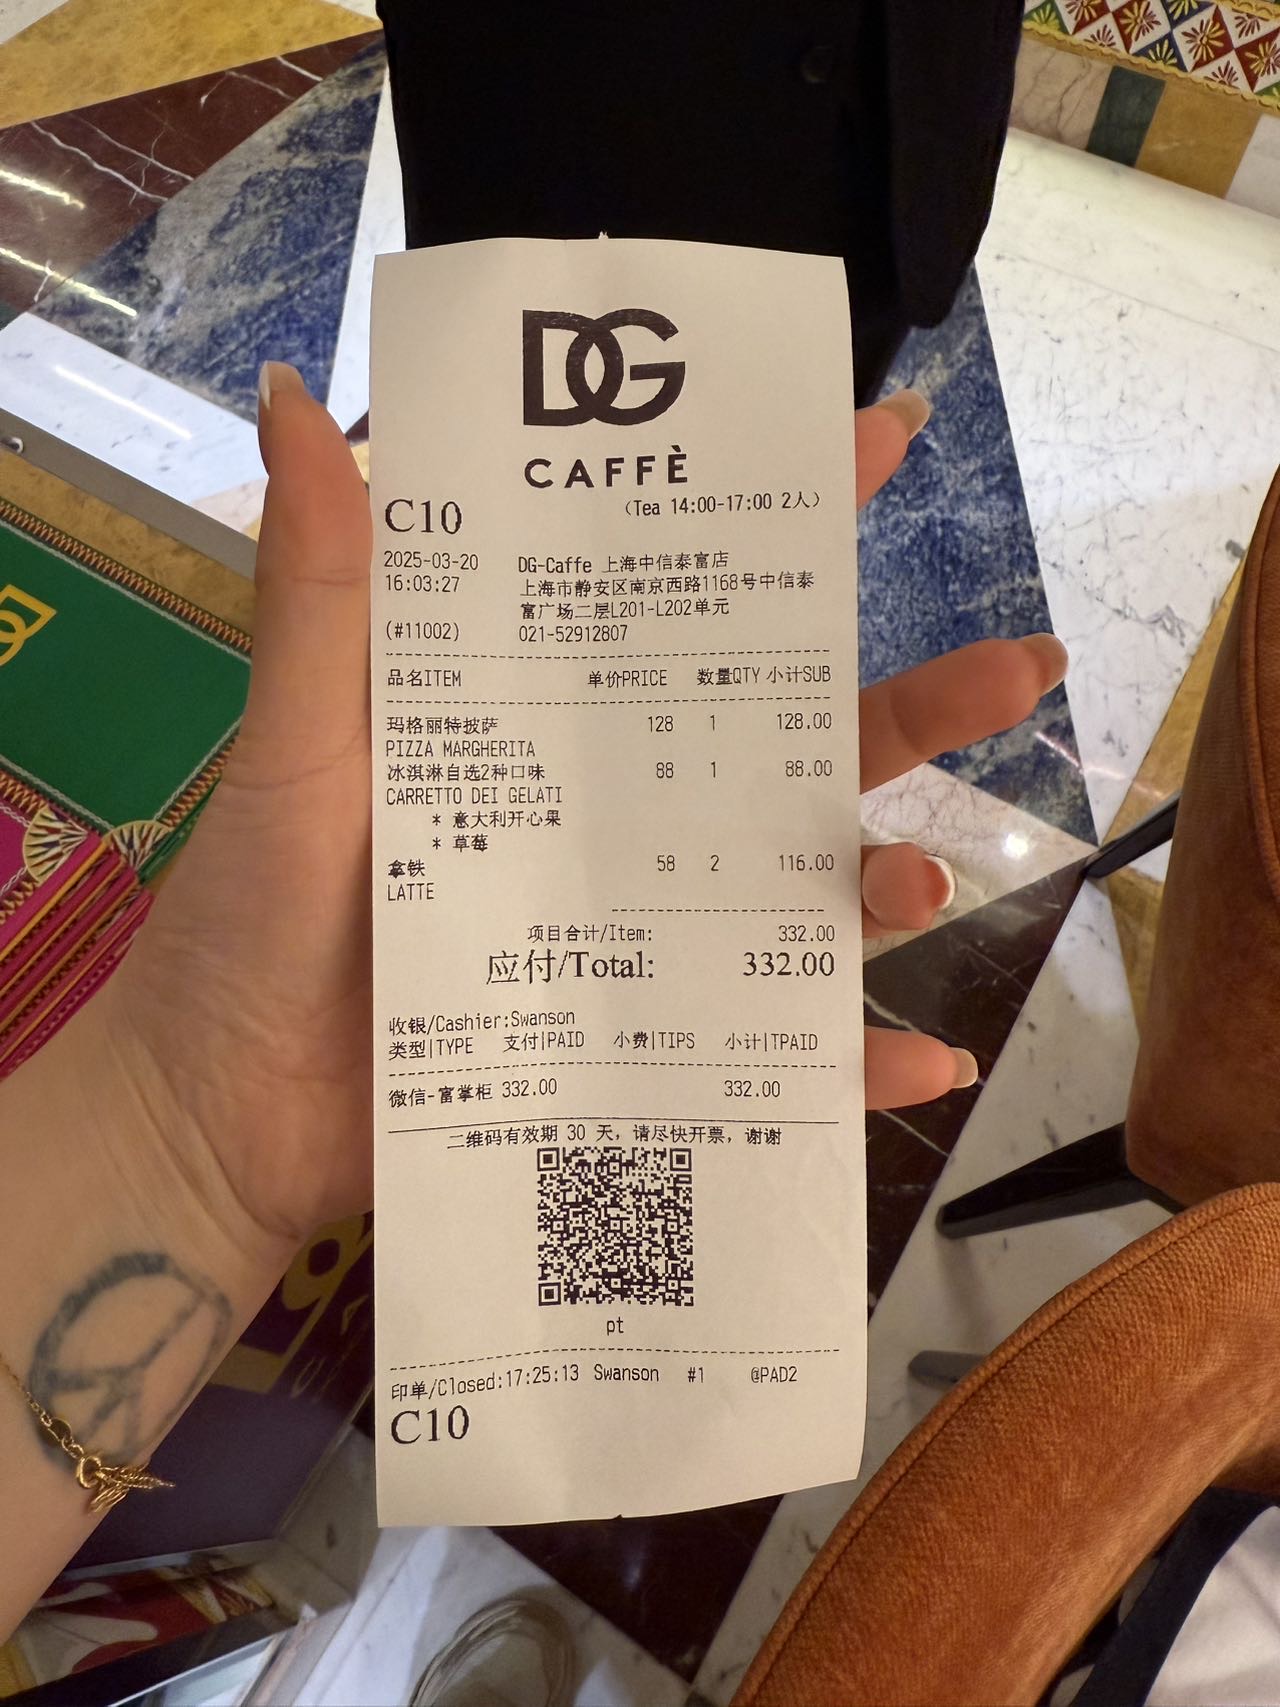 DG
CAFFÈ
C10 (Tea 14:00-17:00 2人)
2025-03-20 DG-Caffe 上海中信泰富店
16:03:27 上海市静安区南京西路1168号中信泰
富广场二层L201-L202单元
(#11002) 021-52912807
品名ITEM 单价PRICE 数量QTY 小计SUB
玛格丽特披萨 128 1 128.00
PIZZA MARGHERITA
冰淇淋自选2种口味 88 1 88.00
CARRETTO DEI GELATI
* 意大利开心果
* 草莓
拿铁 58 2 116.00
LATTE
项目合计/Item: 332.00
应付/Total: 332.00
收银/Cashier:Swanson
类型|TYPE 支付|PAID 小费|TIPS 小计|TPAID
微信-富掌柜 332.00 332.00
二维码有效期 30 天，请尽快开票，谢谢
pt
印单/Closed:17:25:13 Swanson #1 @PAD2
C10